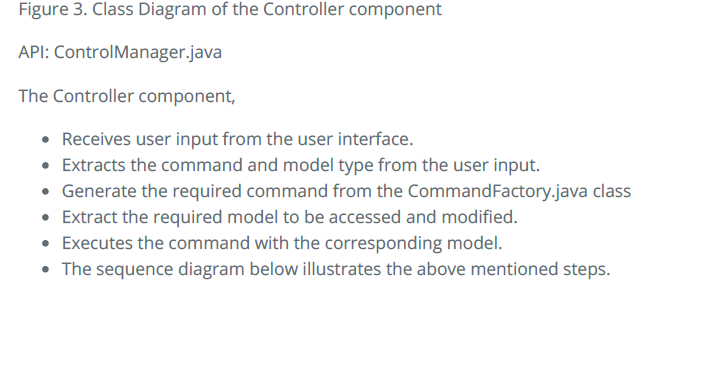 Figure 3. Class Diagram of the Controller component
API: ControlManager.java
The Controller component,
• Receives user input from the user interface.
• Extracts the command and model type from the user input.
• Generate the required command from the CommandFactory.java class
• Extract the required model to be accessed and modified.
• Executes the command with the corresponding model.
• The sequence diagram below illustrates the above mentioned steps.